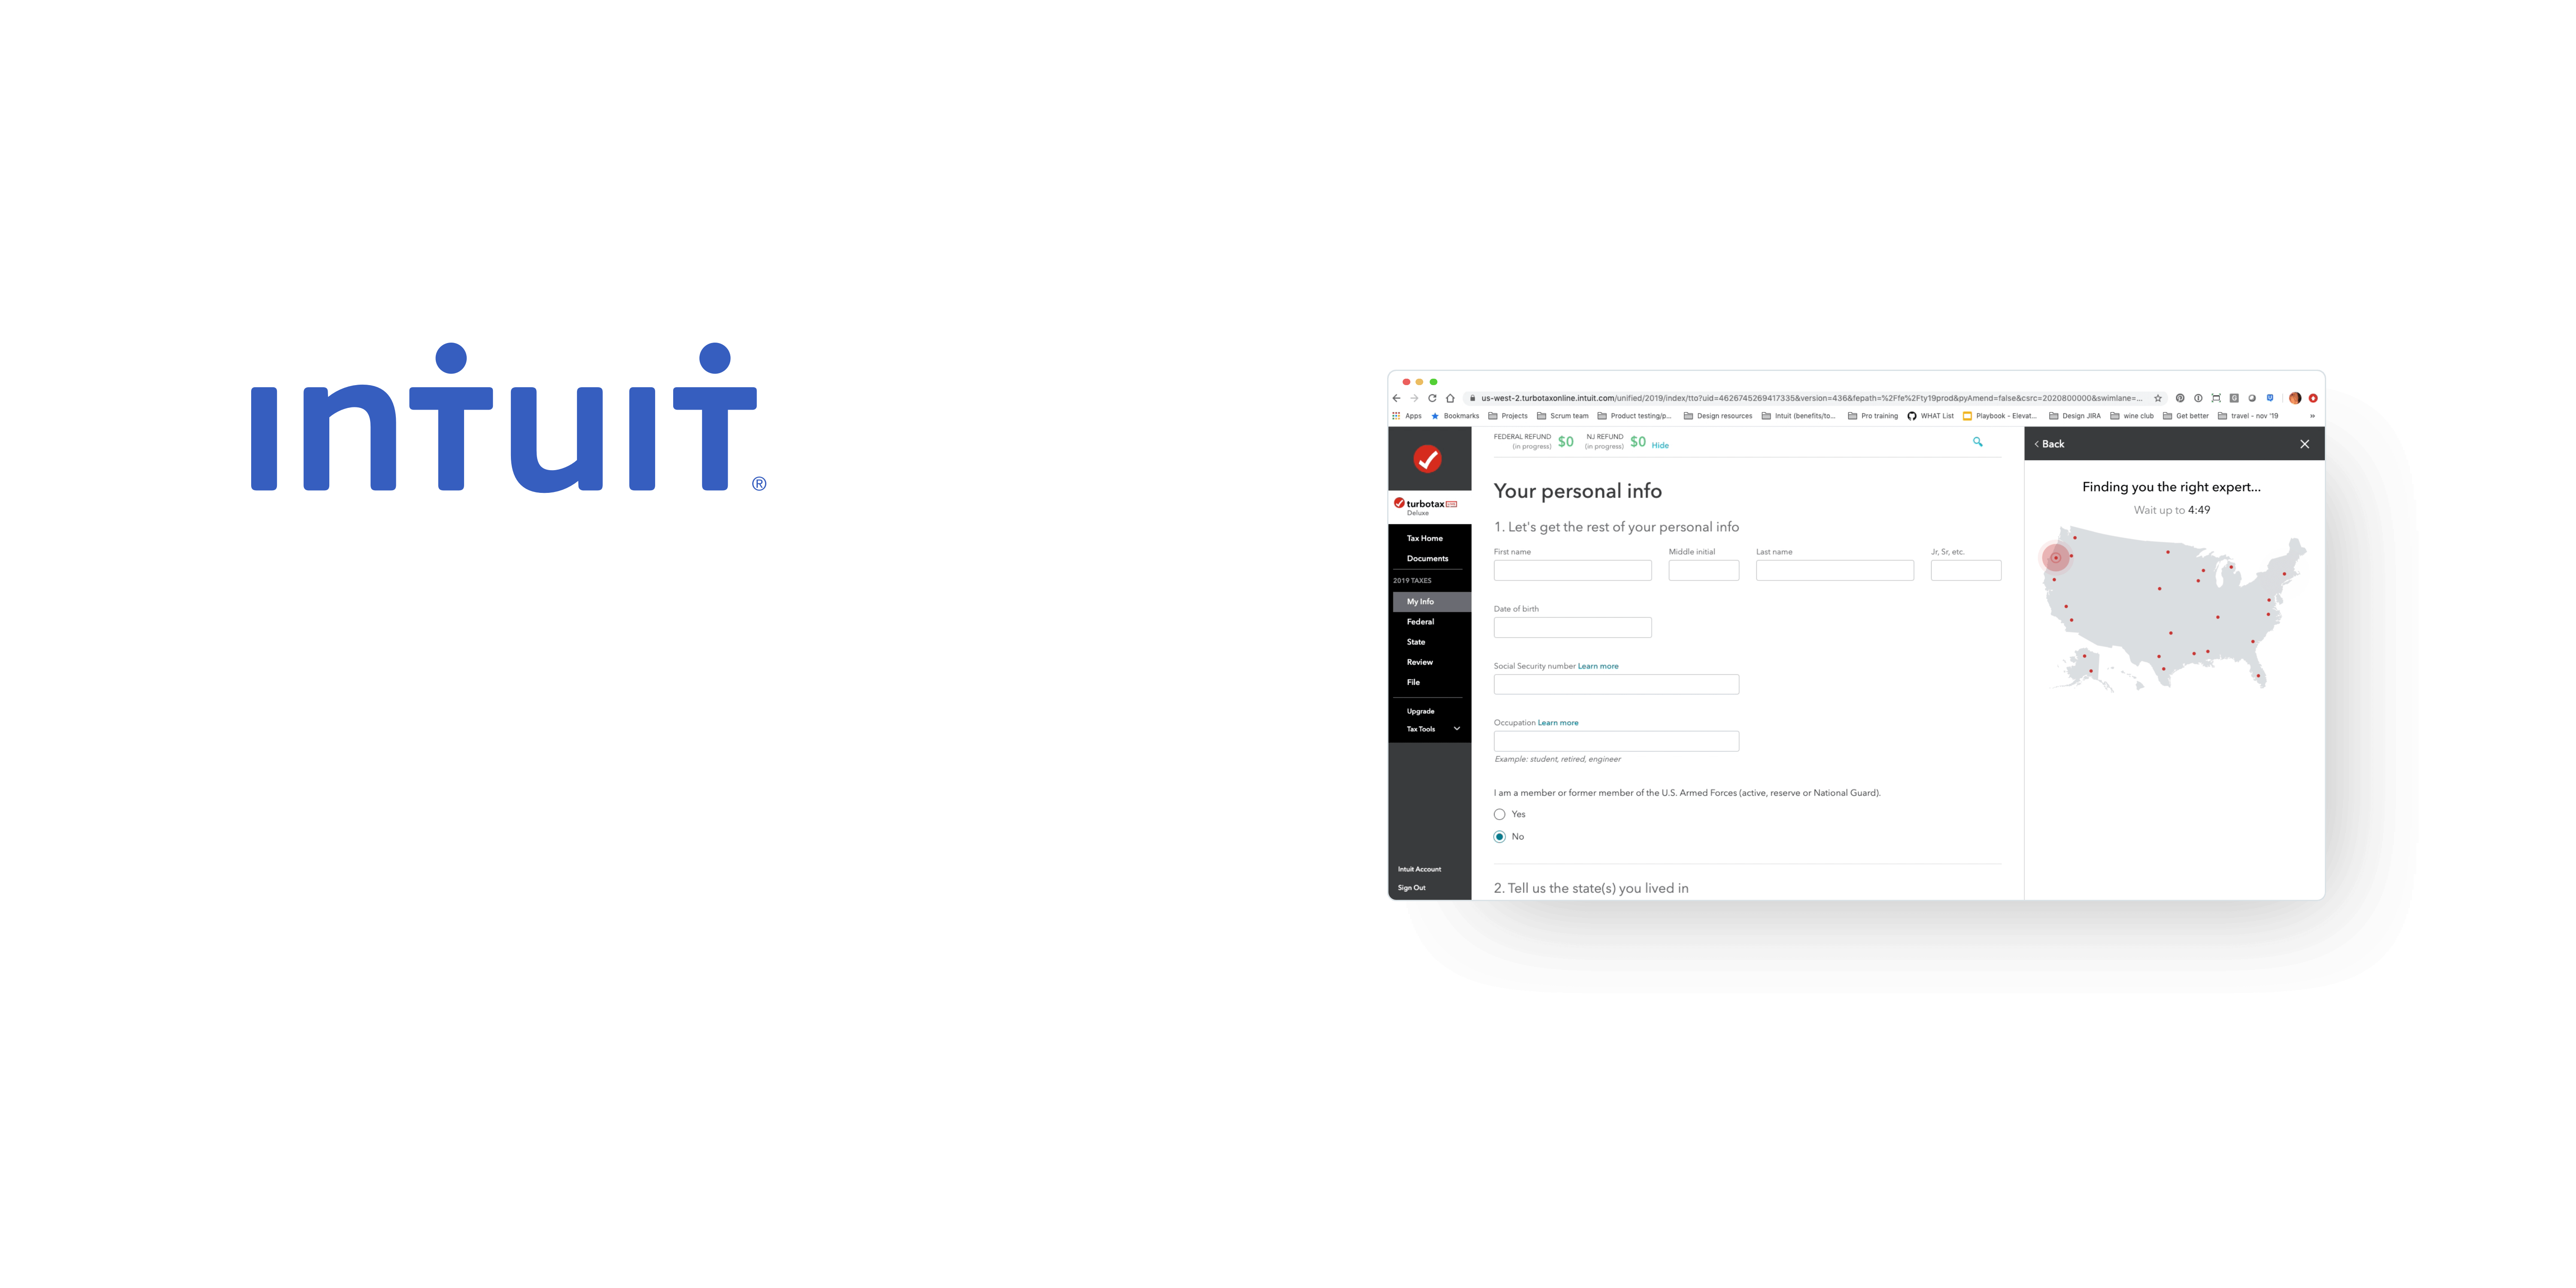 intuit®
us-west-2.turbotaxonline.intuit.com/unified/2019/index/tto?uid=4626745269417335&version=436&fepath=%2Ffe%2Fty19prod&pyAmend=false&csrc=2020800000&swimlane=...
Apps Bookmarks Projects Scrum team Product testing/p... Design resources Intuit (benefits/to... Pro training WHAT List Playbook - Elevat... Design JIRA wine club Get better travel - nov '19 »
FEDERAL REFUND (in progress) $0 NJ REFUND (in progress) $0 Hide
turbotax
Deluxe
Tax Home
Documents
2019 TAXES
My Info
Federal
State
Review
File
Upgrade
Tax Tools
Intuit Account
Sign Out
Your personal info
1. Let's get the rest of your personal info
First name Middle initial Last name Jr, Sr, etc.
Date of birth
Social Security number Learn more
Occupation Learn more
Example: student, retired, engineer
I am a member or former member of the U.S. Armed Forces (active, reserve or National Guard).
Yes
No
2. Tell us the state(s) you lived in
Back
Finding you the right expert...
Wait up to 4:49